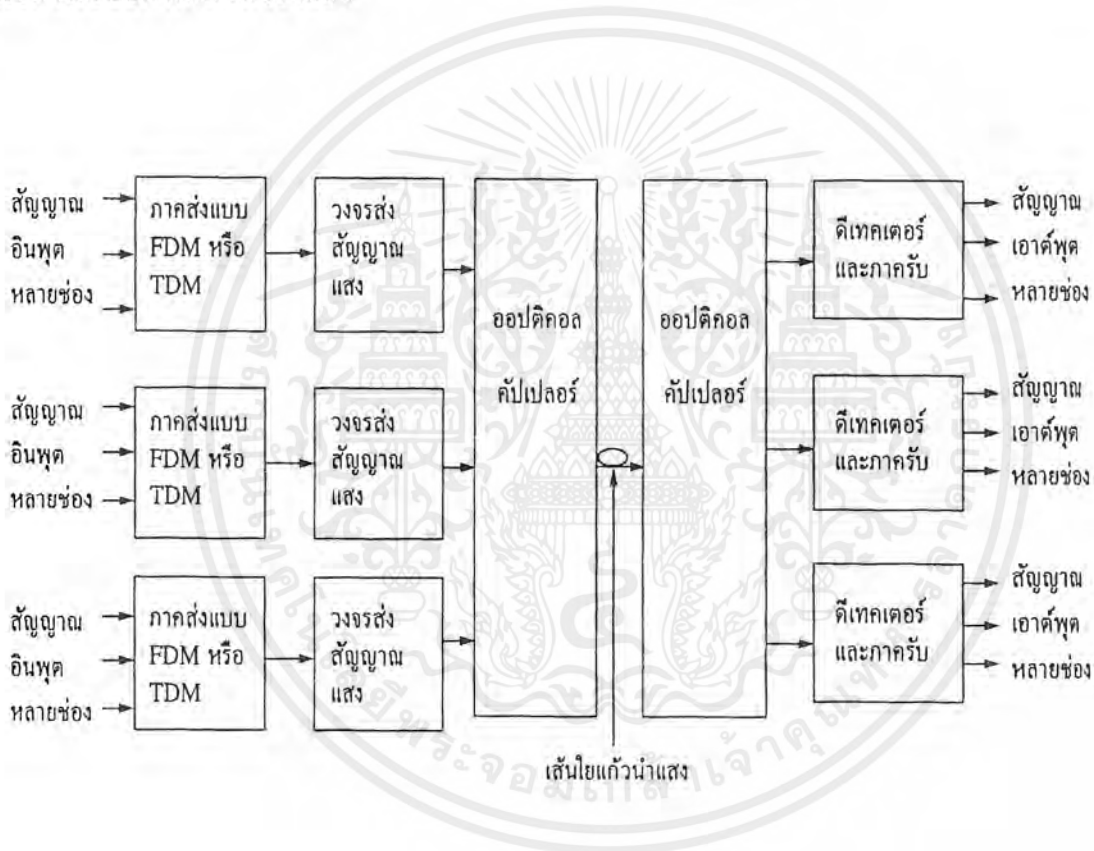 สัญญาณ
อินพุต
หลายช่อง
ภาคส่งแบบ
FDM หรือ
TDM
วงจรส่ง
สัญญาณ
แสง
ออปติคอล
คัปเปลอร์
ออปติคอล
คัปเปลอร์
ดีเทคเตอร์
และภาครับ
สัญญาณ
เอาต์พุต
หลายช่อง
สัญญาณ
อินพุต
หลายช่อง
ภาคส่งแบบ
FDM หรือ
TDM
วงจรส่ง
สัญญาณ
แสง
ดีเทคเตอร์
และภาครับ
สัญญาณ
เอาต์พุต
หลายช่อง
สัญญาณ
อินพุต
หลายช่อง
ภาคส่งแบบ
FDM หรือ
TDM
วงจรส่ง
สัญญาณ
แสง
ดีเทคเตอร์
และภาครับ
สัญญาณ
เอาต์พุต
หลายช่อง
เส้นใยแก้วนำแสง